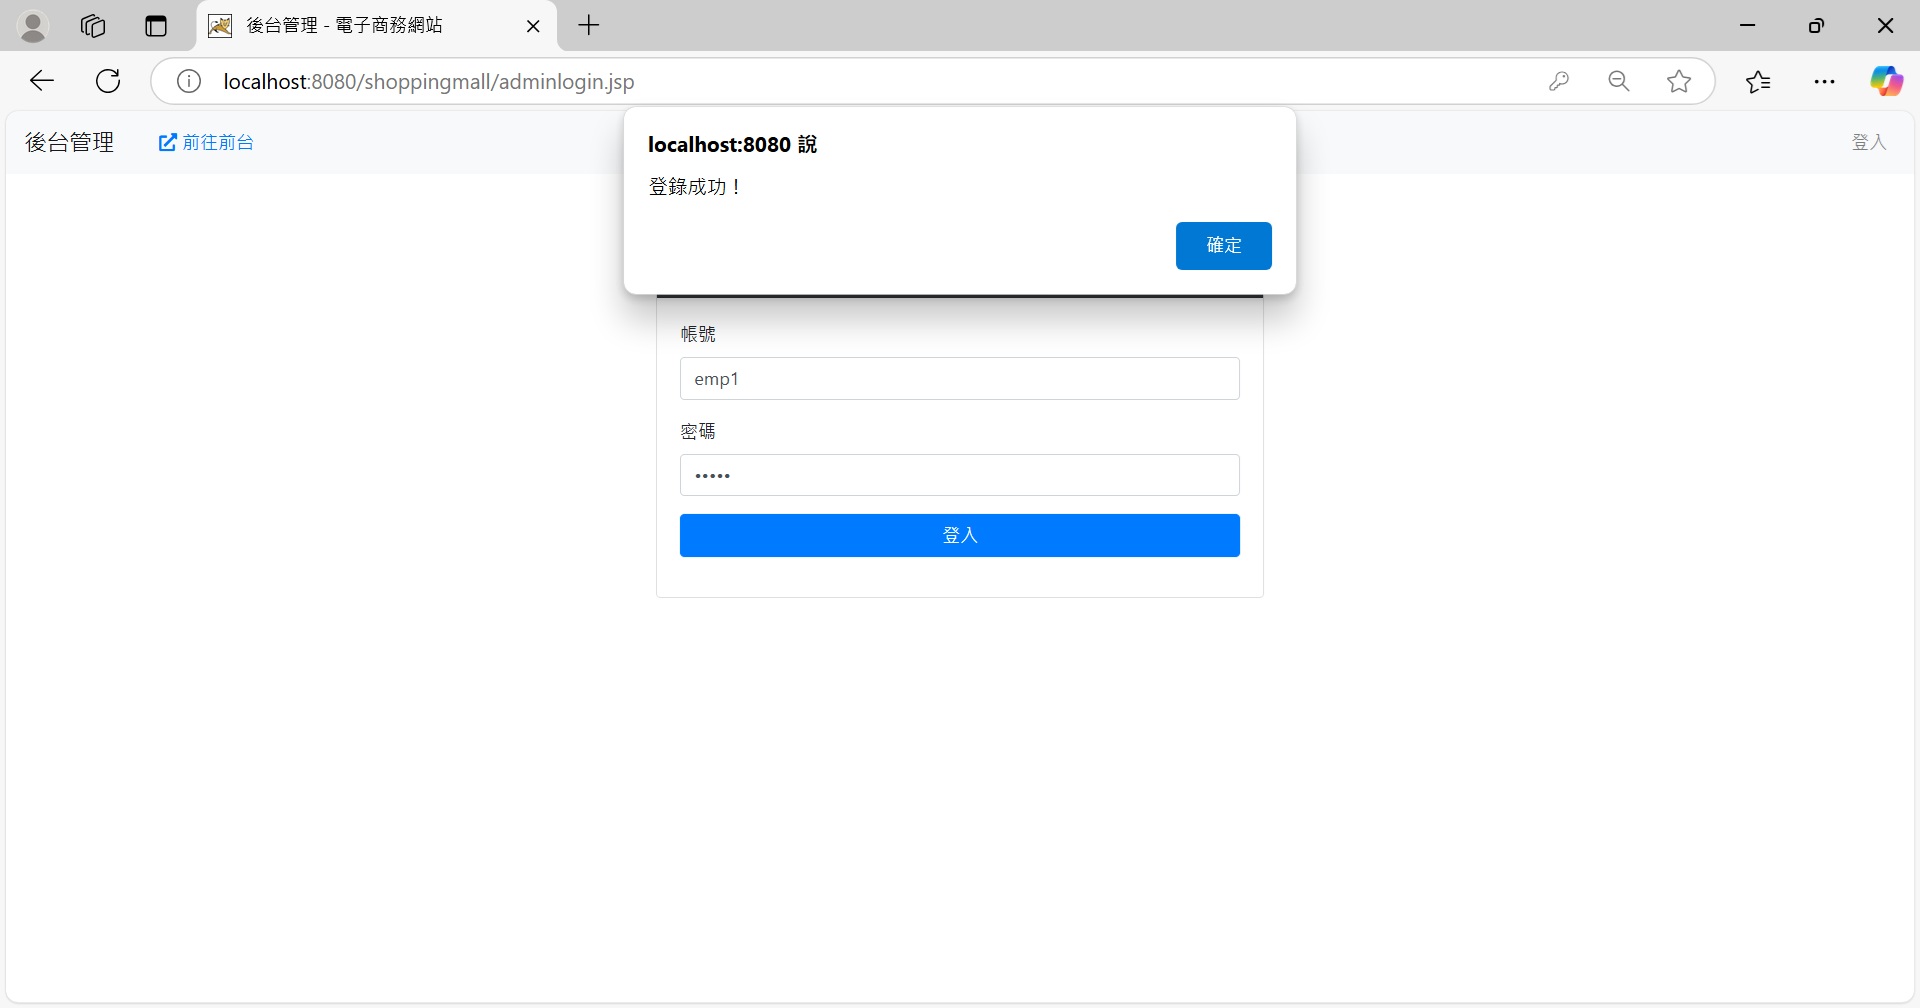 後台管理 - 電子商務網站
localhost:8080/shoppingmall/adminlogin.jsp
後台管理
前往前台
登入
localhost:8080 說
登錄成功！
確定
帳號
emp1
密碼
•••••
登入